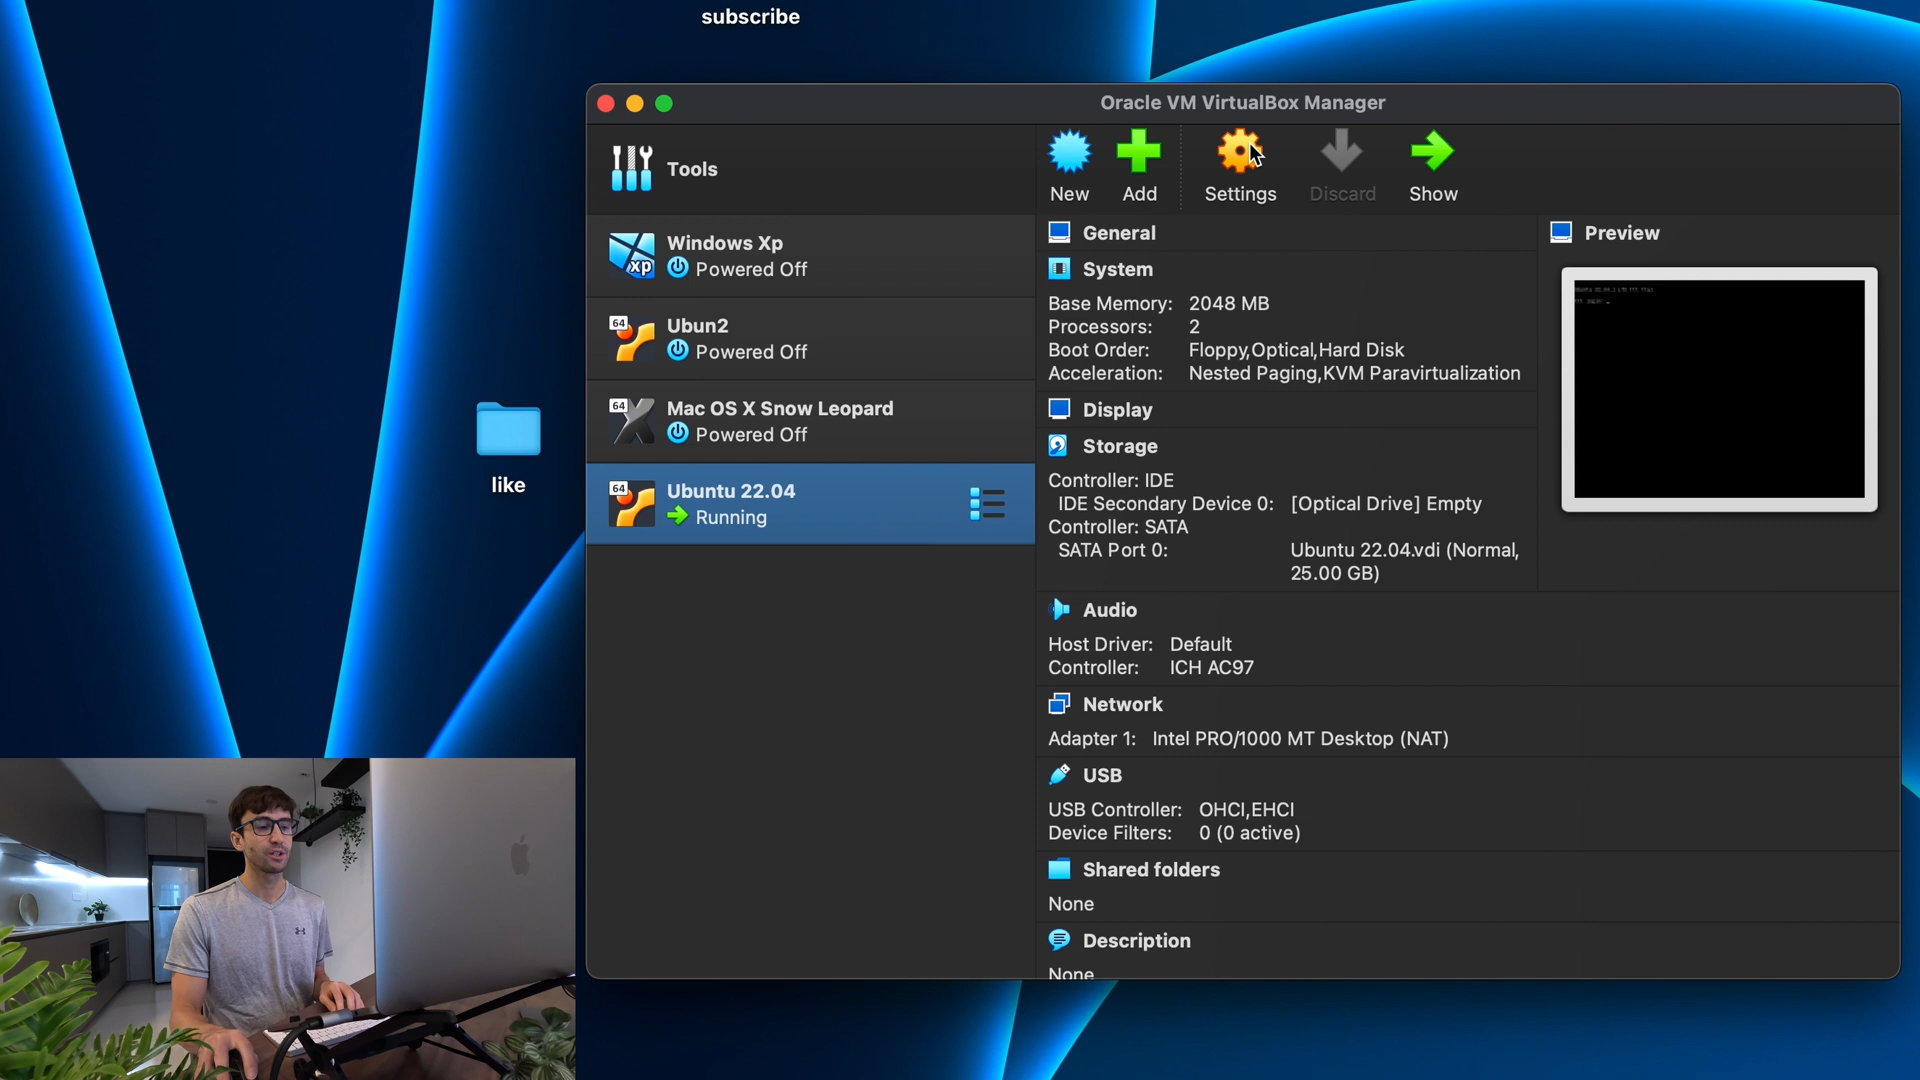 subscribe
Oracle VM VirtualBox Manager
Tools
New
Add
Settings
Discard
Show
Windows Xp
xp
Powered Off
64
Ubun2
Powered Off
64
Mac OS X Snow Leopard
Powered Off
64
Ubuntu 22.04
Running
like
General
System
Base Memory: 2048 MB
Processors: 2
Boot Order: Floppy,Optical,Hard Disk
Acceleration: Nested Paging,KVM Paravirtualization
Display
Storage
Controller: IDE
IDE Secondary Device 0: [Optical Drive] Empty
Controller: SATA
SATA Port 0: Ubuntu 22.04.vdi (Normal,
25.00 GB)
Audio
Host Driver: Default
Controller: ICH AC97
Network
Adapter 1: Intel PRO/1000 MT Desktop (NAT)
USB
USB Controller: OHCI,EHCI
Device Filters: 0 (0 active)
Shared folders
None
Description
None
Preview